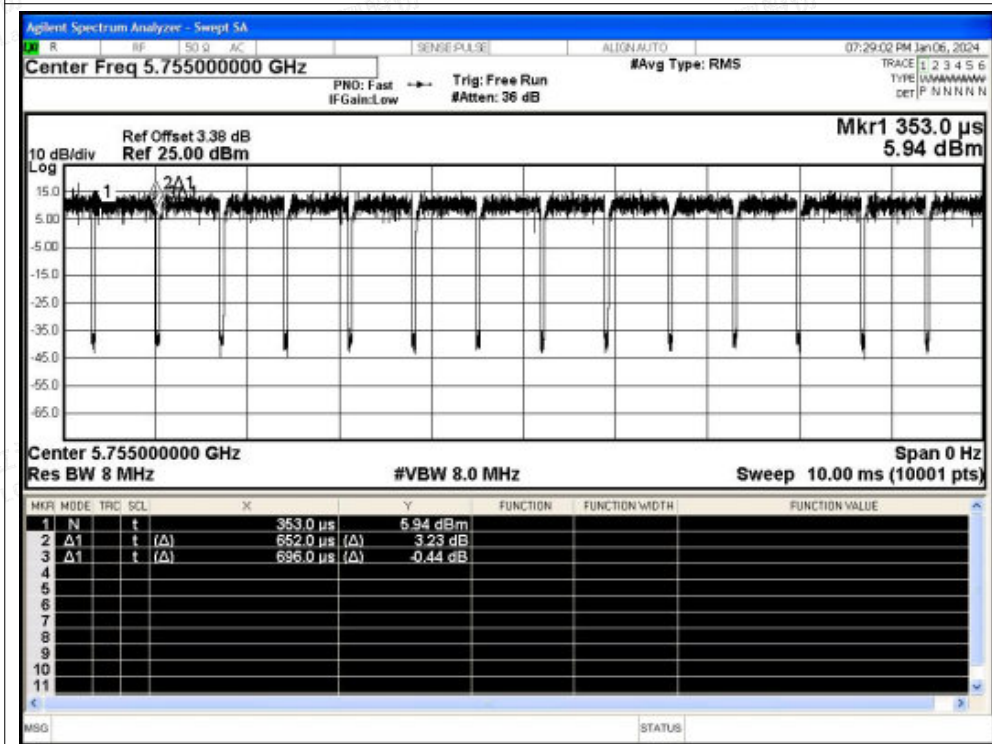 Agilent Spectrum Analyzer - Swept SA
R RF 50 Ω AC SENSE:PULSE ALIGN AUTO 07:29:02 PM Jan 06, 2024
Center Freq 5.755000000 GHz #Avg Type: RMS TRACE 1 2 3 4 5 6
PNO: Fast Trig: Free Run TYPE
IFGain:Low #Atten: 36 dB DET P N N N N N
Mkr1 353.0 µs
5.94 dBm
Ref Offset 3.38 dB
10 dB/div Ref 25.00 dBm
Log
15.0
5.00
-5.00
-15.0
-25.0
-35.0
-45.0
-55.0
-65.0
1
2Δ1
Center 5.755000000 GHz Span 0 Hz
Res BW 8 MHz #VBW 8.0 MHz Sweep 10.00 ms (10001 pts)
MKR MODE TRC SCL X Y FUNCTION FUNCTION WIDTH FUNCTION VALUE
1 N t 353.0 µs 5.94 dBm
2 Δ1 t (Δ) 652.0 µs (Δ) 3.23 dB
3 Δ1 t (Δ) 696.0 µs (Δ) -0.44 dB
4
5
6
7
8
9
10
11
MSG STATUS